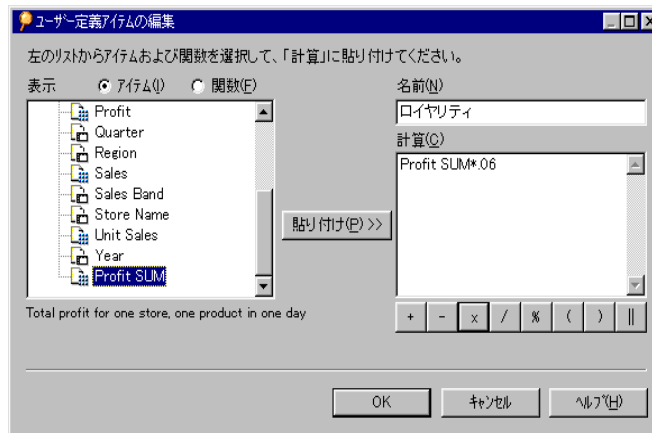 ユーザー定義アイテムの編集
左のリストからアイテムおよび関数を選択して、「計算」に貼り付けてください。
表示 アイテム(I) 関数(F)
Profit
Quarter
Region
Sales
Sales Band
Store Name
Unit Sales
Year
Profit SUM
Total profit for one store, one product in one day
貼り付け(P) >>
名前(N)
ロイヤリティ
計算(C)
Profit SUM*.06
+ - x / % ( ) ||
OK キャンセル ヘルプ(H)